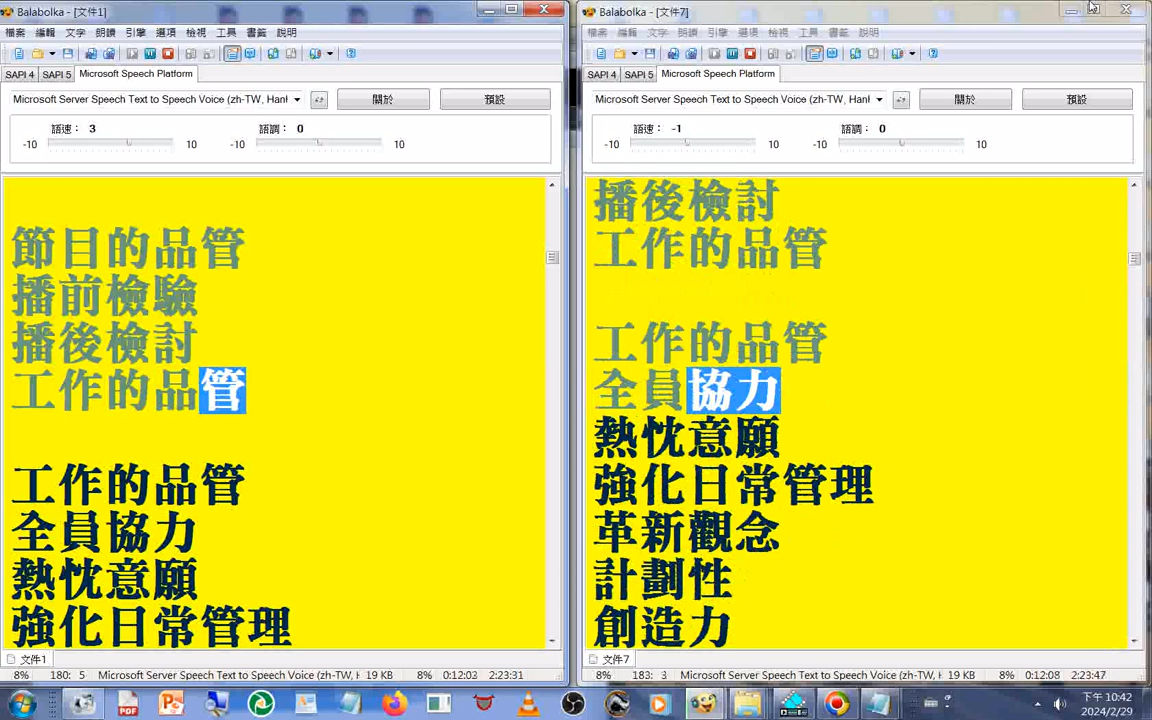 Balabolka - [文件1]
檔案 編輯 文字 朗讀 引擎 選項 檢視 工具 書籤 說明
SAPI 4 SAPI 5 Microsoft Speech Platform
Microsoft Server Speech Text to Speech Voice (zh-TW, Hanl
關於 預設
語速： 3 語調： 0
-10 10 -10 10
節目的品管
播前檢驗
播後檢討
工作的品管
工作的品管
全員協力
熱忱意願
強化日常管理
文件1
8% 180: 5 Microsoft Server Speech Text to Speech Voice (zh-TW, H 19 KB 8% 0:12:03 2:23:31
Balabolka - [文件7]
檔案 編輯 文字 朗讀 引擎 選項 檢視 工具 書籤 說明
SAPI 4 SAPI 5 Microsoft Speech Platform
Microsoft Server Speech Text to Speech Voice (zh-TW, Hanl
關於 預設
語速： -1 語調： 0
-10 10 -10 10
播後檢討
工作的品管
工作的品管
全員協力
熱忱意願
強化日常管理
革新觀念
計劃性
創造力
文件7
8% 183: 3 Microsoft Server Speech Text to Speech Voice (zh-TW, H 19 KB 8% 0:12:08 2:23:47
PDF
下午 10:42
2024/2/29